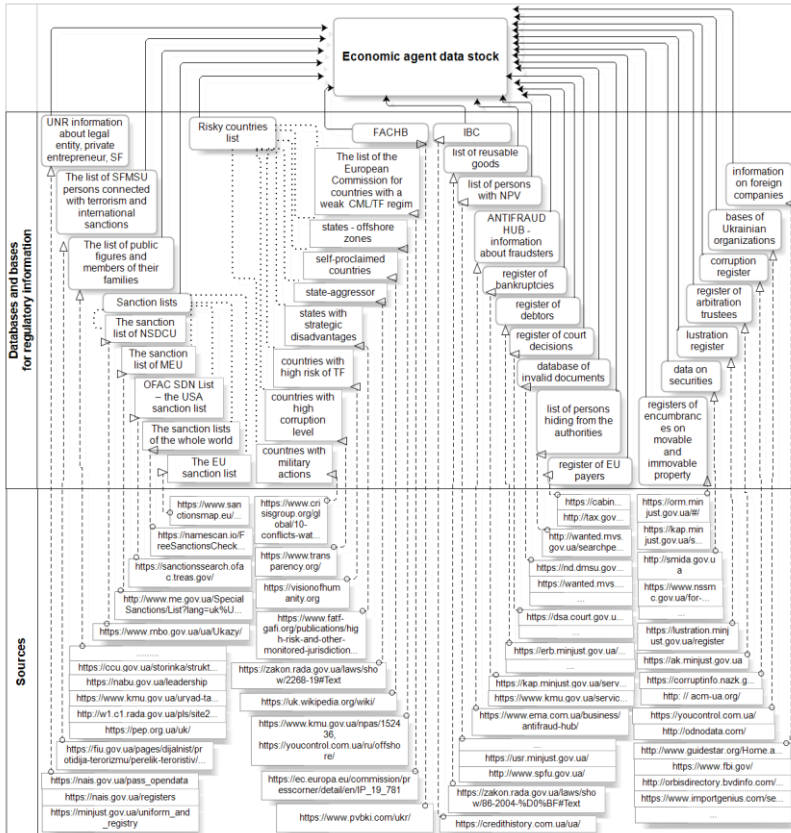 Economic agent data stock
Databases and bases
for regulatory information
UNR information
about legal
entity, private
entrepreneur, SF
The list of SFMSU
persons connected
with terrorism and
international
sanctions
The list of public
figures and
members of their
families
Sanction lists
The sanction
list of NSDCU
The sanction
list of MEU
OFAC SDN List
– the USA
sanction list
The sanction lists
of the whole world
The EU
sanction list
Risky countries
list
FACHB
The list of the
European
Commission for
countries with a
weak CML/TF regim
states - offshore
zones
self-proclaimed
countries
state-aggressor
states with
strategic
disadvantages
countries with
high risk of TF
countries
with high
corruption
level
countries with
military
actions
IBC
list of reusable
goods
list of persons
with NPV
ANTIFRAUD
HUB -
information
about fraudsters
register of
bankruptcies
register of
debtors
register of court
decisions
database of
invalid documents
list of persons
hiding from the
authorities
register of EU
payers
information
on foreign
companies
bases of
Ukrainian
organizations
corruption
register
register of
arbitration
trustees
lustration
register
data on
securities
registers of
encumbranc
es on
movable
and
immovable
property
Sources
https://www.san
ctionsmap.eu/...
https://namescan.io/F
reeSanctionsCheck...
https://sanctionssearch.ofa
c.treas.gov/
http://www.me.gov.ua/Special
Sanctions/List?lang=uk%U...
https://www.rnbo.gov.ua/ua/Ukazy/
.........
https://ccu.gov.ua/storinka/strukt...
https://nabu.gov.ua/leadership
https://www.kmu.gov.ua/uryad-ta...
http://w1.c1.rada.gov.ua/pls/site2...
https://pep.org.ua/uk/
https://fiu.gov.ua/pages/dijalnist/pr
otidija-terorizmu/perelik-teroristiv/...
https://nais.gov.ua/pass_opendata
https://nais.gov.ua/registers
https://minjust.gov.ua/uniform_and
_registry
https://www.cri
sisgroup.org/gl
obal/10-
conflicts-wat...
https://www.trans
parency.org/
https://visionofhum
anity.org
https://www.fatf-
gafi.org/publications/hig
h-risk-and-other-
monitored-jurisdiction...
https://zakon.rada.gov.ua/laws/sho
w/2268-19#Text
https://uk.wikipedia.org/wiki/
https://www.kmu.gov.ua/npas/1524
36,
https://youcontrol.com.ua/ru/offsho
re/
https://ec.europa.eu/commission/pr
esscorner/detail/en/IP_19_781
https://www.pvbki.com/ukr/
https://cabin...
http://tax.gov...
http://wanted.mvs.
gov.ua/searchpe...
https://nd.dmsu.gov...
https://wanted.mvs....
...
https://dsa.court.gov.u...
...
https://erb.minjust.gov.ua/...
...
https://kap.minjust.gov.ua/serv...
https://www.kmu.gov.ua/servic...
https://www.ema.com.ua/business/
antifraud-hub/
...
https://usr.minjust.gov.ua/
http://www.spfu.gov.ua/
https://zakon.rada.gov.ua/laws/sho
w/86-2004-%D0%BF#Text
https://credithistory.com.ua/ua/
https://orm.min
just.gov.ua/#/
https://kap.min
just.gov.ua/s...
http://smida.gov.u
a
https://www.nssm
c.gov.ua/for-...
...
https://lustration.minj
ust.gov.ua/register
https://ak.minjust.gov.ua
https://corruptinfo.nazk.g...
http: // acm-ua.org/
https://youcontrol.com.ua/
http://odnodata.com/
http://www.guidestar.org/Home.a...
https://www.fbi.gov/
http://orbisdirectory.bvdinfo.com/...
https://www.importgenius.com/se...
...